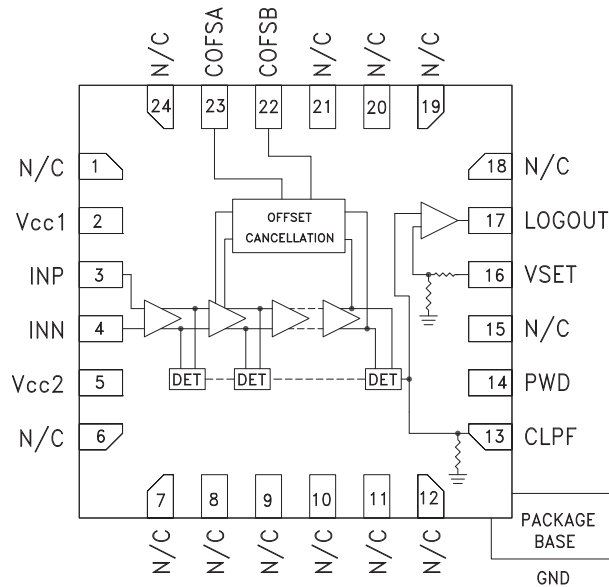 N/C
COFSA
COFSB
N/C
N/C
N/C
24
23
22
21
20
19
N/C
1
18
N/C
Vcc1
2
17
LOGOUT
OFFSET
CANCELLATION
INP
3
16
VSET
INN
4
15
N/C
Vcc2
5
DET
DET
DET
14
PWD
N/C
6
13
CLPF
7
8
9
10
11
12
N/C
N/C
N/C
N/C
N/C
N/C
PACKAGE
BASE
GND